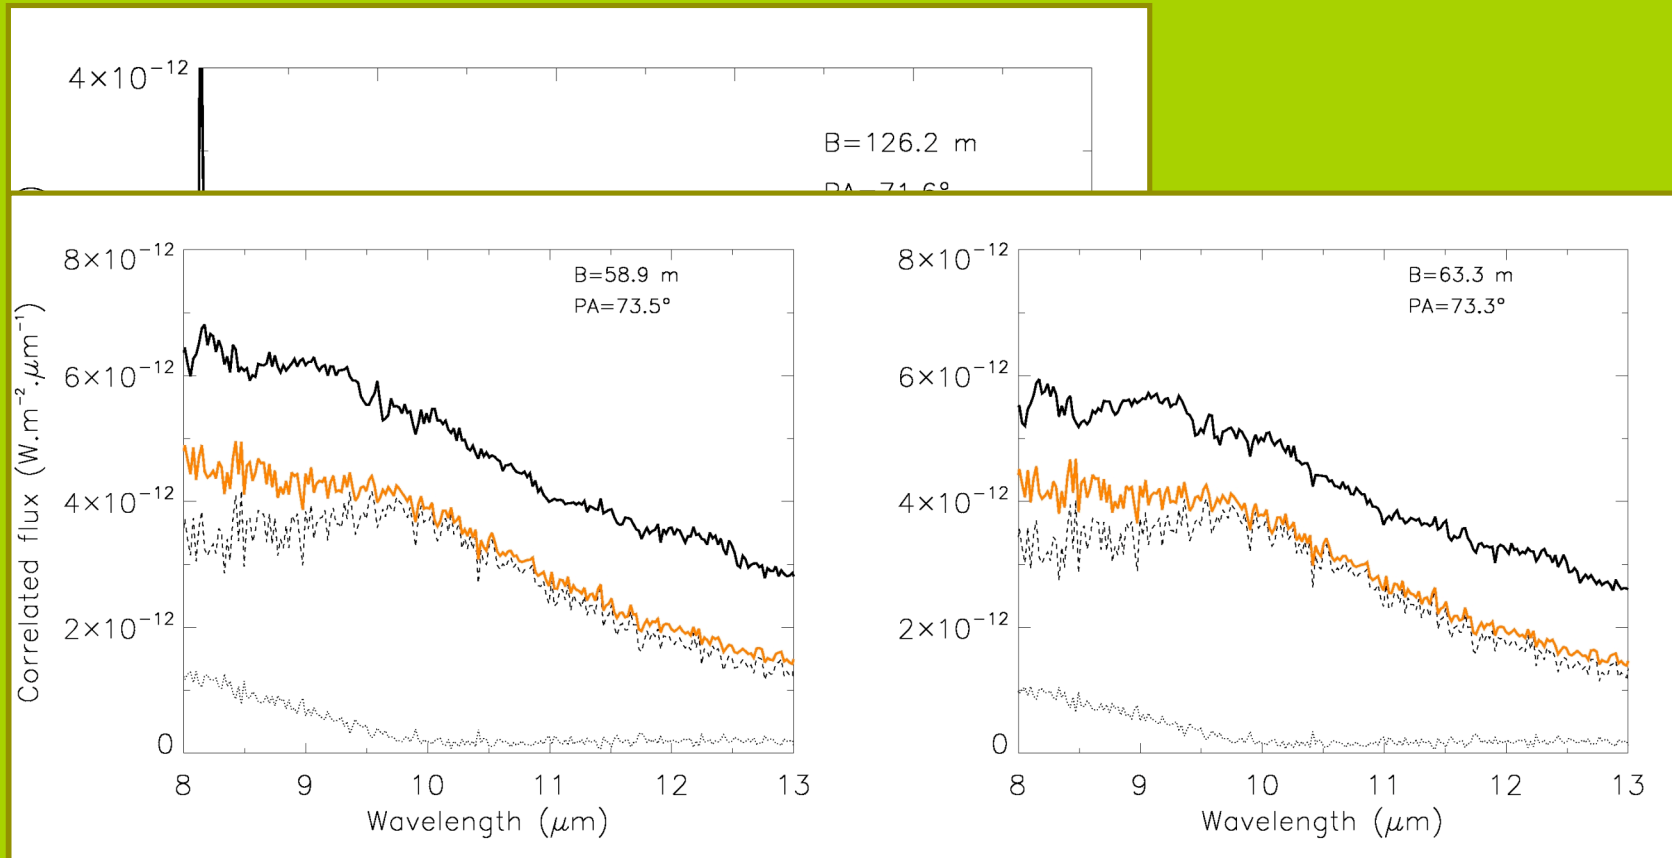 4×10⁻¹²
B=126.2 m
PA=71.6°
8×10⁻¹²
6×10⁻¹²
4×10⁻¹²
2×10⁻¹²
0
Correlated flux (W.m⁻².μm⁻¹)
B=58.9 m
PA=73.5°
8 9 10 11 12 13
Wavelength (μm)
8×10⁻¹²
6×10⁻¹²
4×10⁻¹²
2×10⁻¹²
0
B=63.3 m
PA=73.3°
8 9 10 11 12 13
Wavelength (μm)